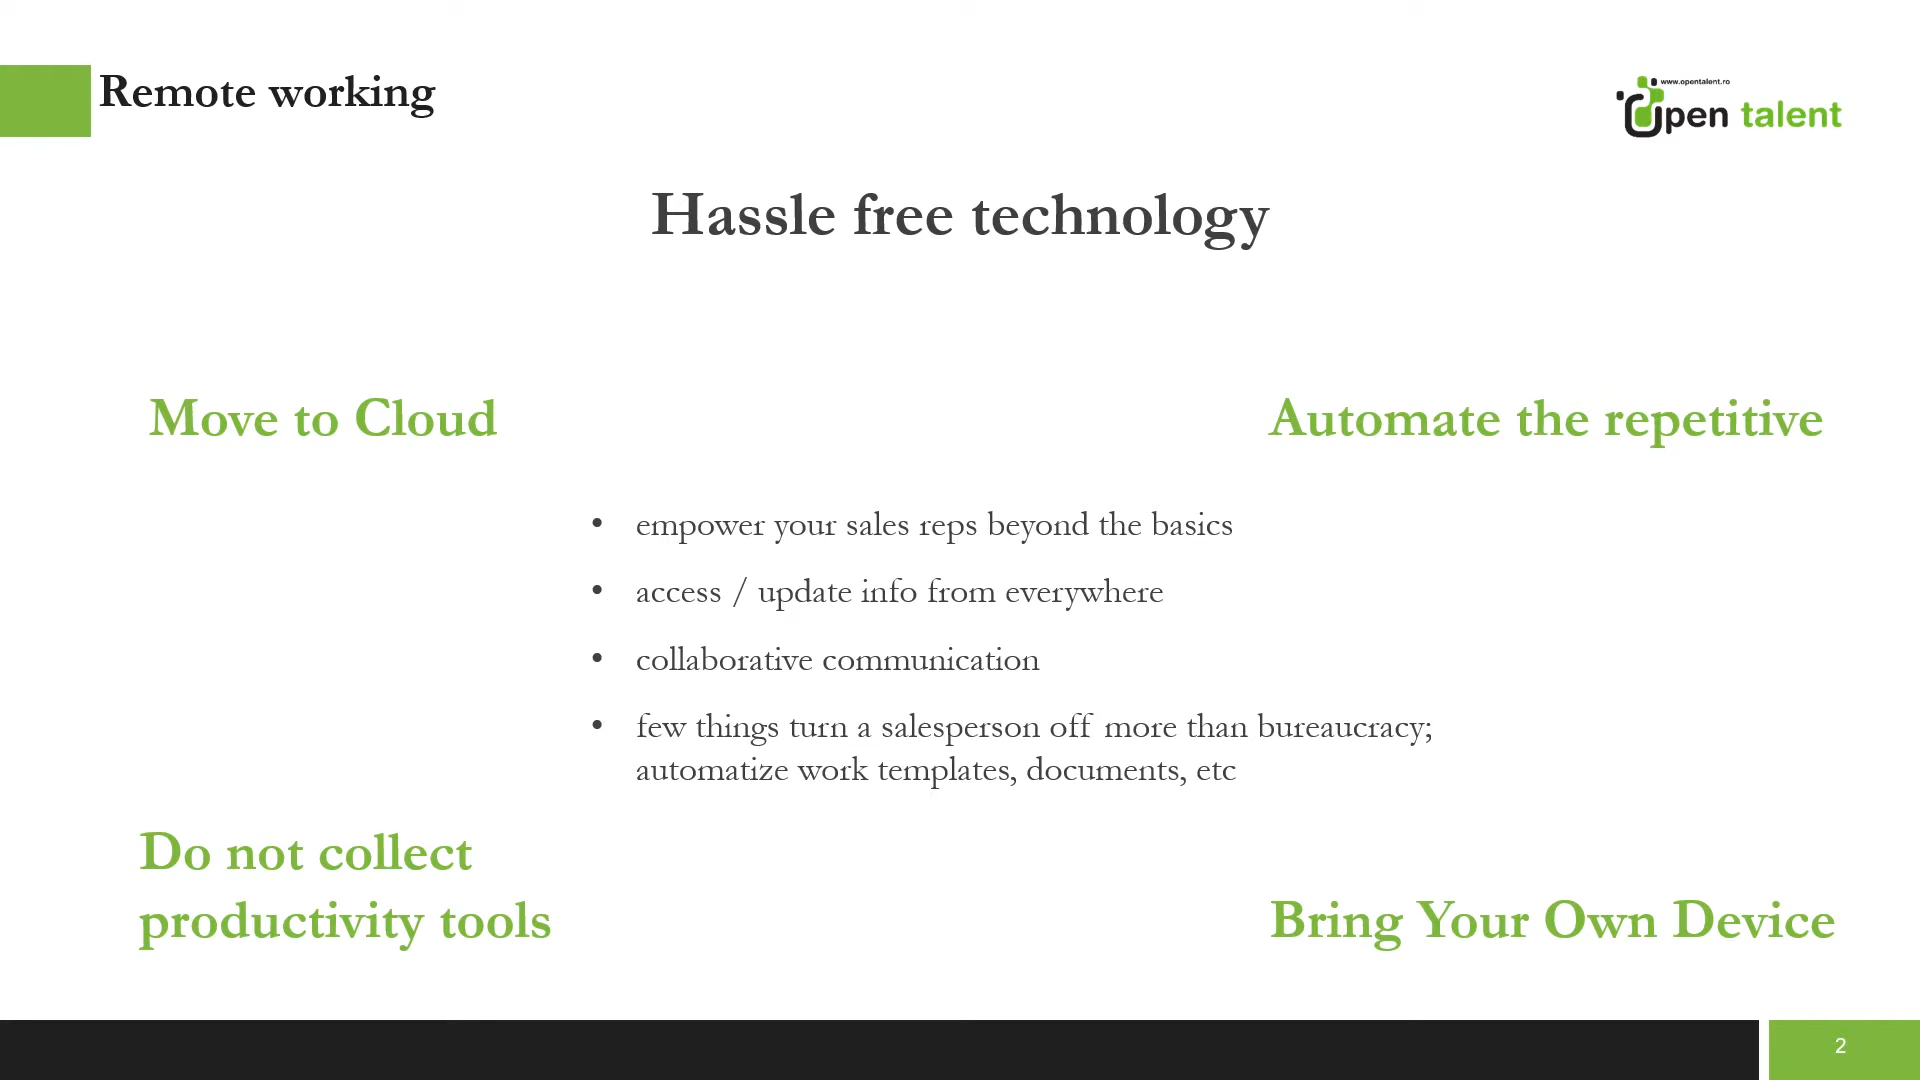 Remote working
www.opentalent.ro
Open talent
Hassle free technology
Move to Cloud
Automate the repetitive
• empower your sales reps beyond the basics
• access / update info from everywhere
• collaborative communication
• few things turn a salesperson off more than bureaucracy;
automatize work templates, documents, etc
Do not collect
productivity tools
Bring Your Own Device
2